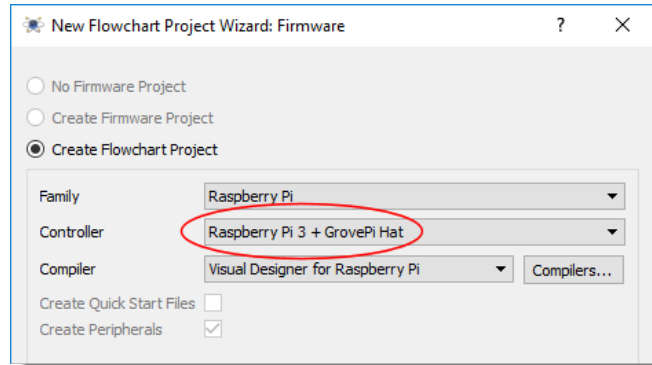 New Flowchart Project Wizard: Firmware ?
No Firmware Project
Create Firmware Project
Create Flowchart Project
Family Raspberry Pi
Controller Raspberry Pi 3 + GrovePi Hat
Compiler Visual Designer for Raspberry Pi Compilers...
Create Quick Start Files
Create Peripherals